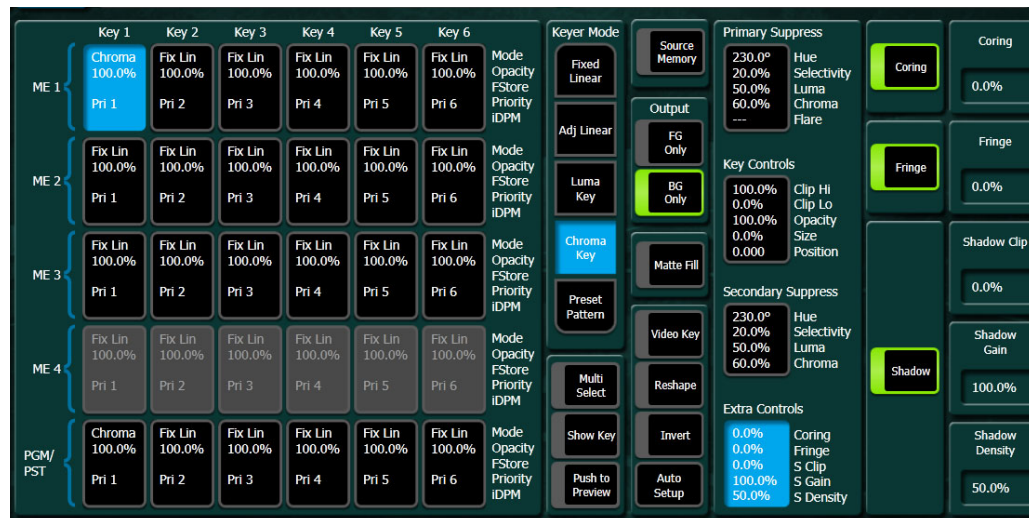 Key 1 Key 2 Key 3 Key 4 Key 5 Key 6
ME 1
Chroma
100.0%
Pri 1
Fix Lin
100.0%
Pri 2
Fix Lin
100.0%
Pri 3
Fix Lin
100.0%
Pri 4
Fix Lin
100.0%
Pri 5
Fix Lin
100.0%
Pri 6
Mode
Opacity
FStore
Priority
iDPM
ME 2
Fix Lin
100.0%
Pri 1
Fix Lin
100.0%
Pri 2
Fix Lin
100.0%
Pri 3
Fix Lin
100.0%
Pri 4
Fix Lin
100.0%
Pri 5
Fix Lin
100.0%
Pri 6
Mode
Opacity
FStore
Priority
iDPM
ME 3
Fix Lin
100.0%
Pri 1
Fix Lin
100.0%
Pri 2
Fix Lin
100.0%
Pri 3
Fix Lin
100.0%
Pri 4
Fix Lin
100.0%
Pri 5
Fix Lin
100.0%
Pri 6
Mode
Opacity
FStore
Priority
iDPM
ME 4
Fix Lin
100.0%
Pri 1
Fix Lin
100.0%
Pri 2
Fix Lin
100.0%
Pri 3
Fix Lin
100.0%
Pri 4
Fix Lin
100.0%
Pri 5
Fix Lin
100.0%
Pri 6
Mode
Opacity
FStore
Priority
iDPM
PGM/
PST
Chroma
100.0%
Pri 1
Fix Lin
100.0%
Pri 2
Fix Lin
100.0%
Pri 3
Fix Lin
100.0%
Pri 4
Fix Lin
100.0%
Pri 5
Fix Lin
100.0%
Pri 6
Mode
Opacity
FStore
Priority
iDPM
Keyer Mode
Fixed
Linear
Adj Linear
Luma
Key
Chroma
Key
Preset
Pattern
Multi
Select
Show Key
Push to
Preview
Source
Memory
Output
FG
Only
BG
Only
Matte Fill
Video Key
Reshape
Invert
Auto
Setup
Primary Suppress
230.0º Hue
20.0% Selectivity
50.0% Luma
60.0% Chroma
--- Flare
Key Controls
100.0% Clip Hi
0.0% Clip Lo
100.0% Opacity
0.0% Size
0.000 Position
Secondary Suppress
230.0º Hue
20.0% Selectivity
50.0% Luma
60.0% Chroma
Extra Controls
0.0% Coring
0.0% Fringe
0.0% S Clip
100.0% S Gain
50.0% S Density
Coring
Fringe
Shadow
Coring
0.0%
Fringe
0.0%
Shadow Clip
0.0%
Shadow
Gain
100.0%
Shadow
Density
50.0%